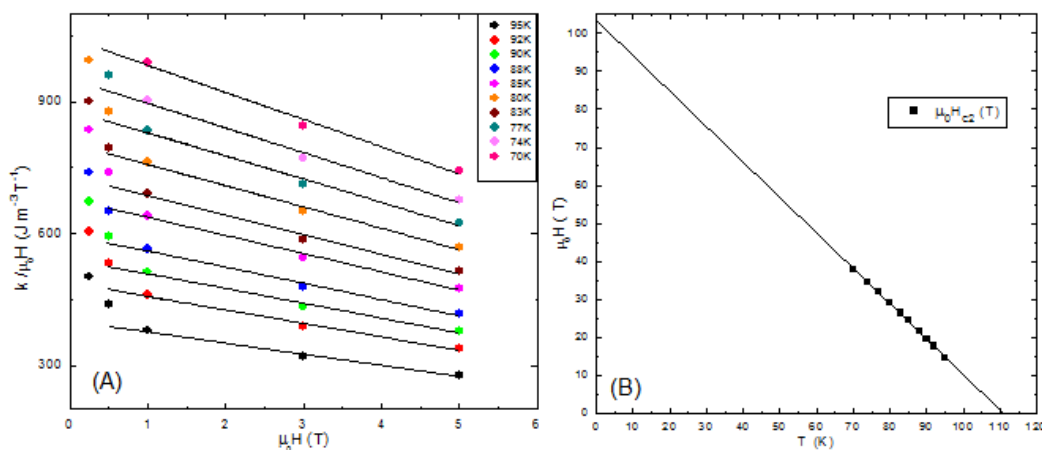 95K
92K
90K
88K
85K
80K
83K
77K
74K
70K
900
600
300
k /μ₀H (J m⁻³T⁻¹)
(A)
0 1 2 3 4 5 6
μ₀H (T)
100
90
80
70
60
50
40
30
20
10
0
μ₀H (T)
μ₀Hc2 (T)
(B)
0 10 20 30 40 50 60 70 80 90 100 110 120
T (K)